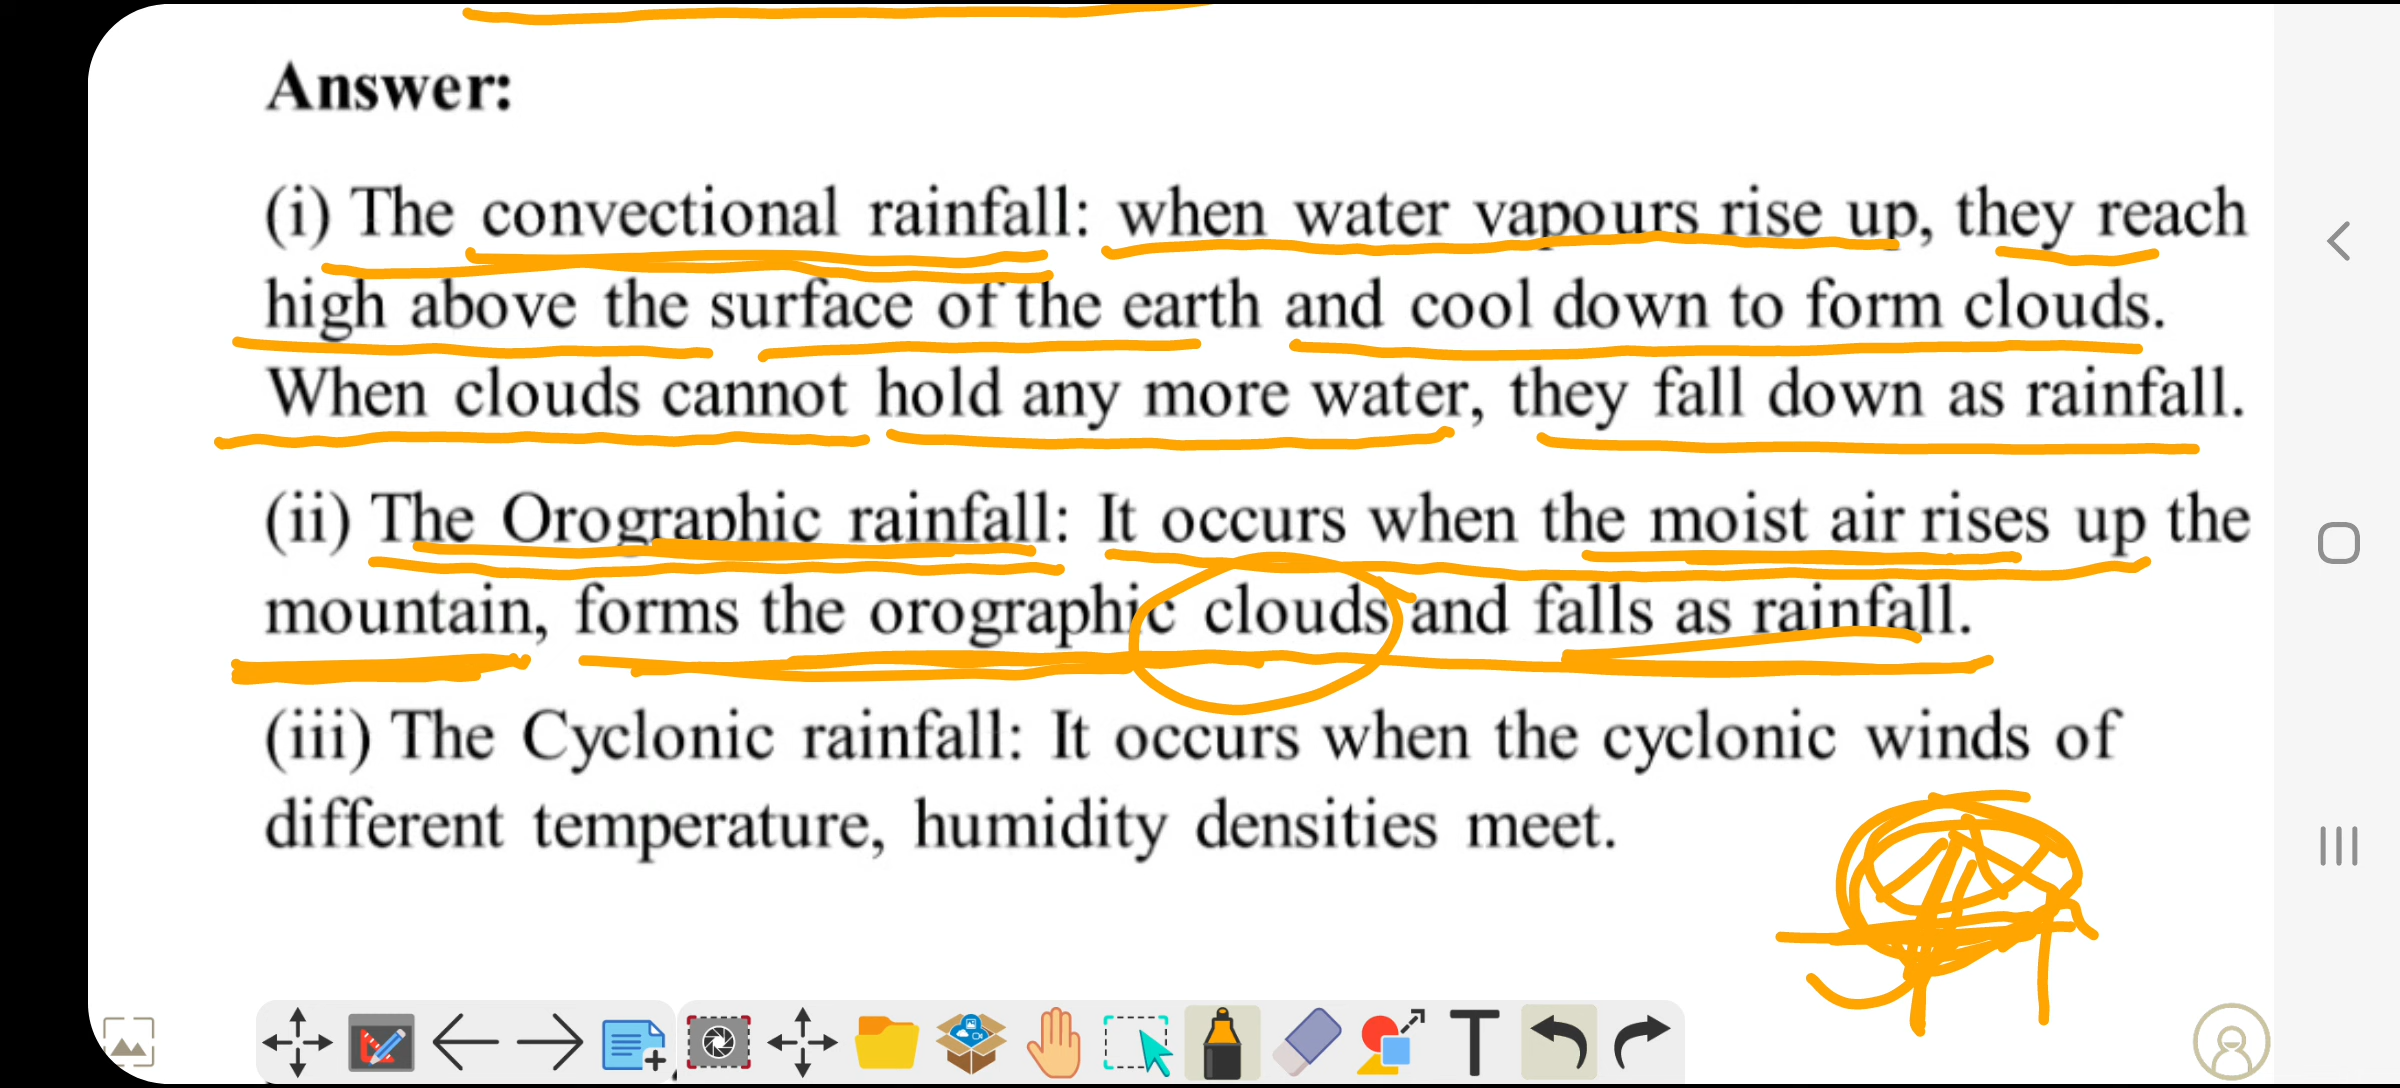 Answer:
(i) The convectional rainfall: when water vapours rise up, they reach
high above the surface of the earth and cool down to form clouds.
When clouds cannot hold any more water, they fall down as rainfall.
(ii) The Orographic rainfall: It occurs when the moist air rises up the
mountain, forms the orographic clouds and falls as rainfall.
(iii) The Cyclonic rainfall: It occurs when the cyclonic winds of
different temperature, humidity densities meet.